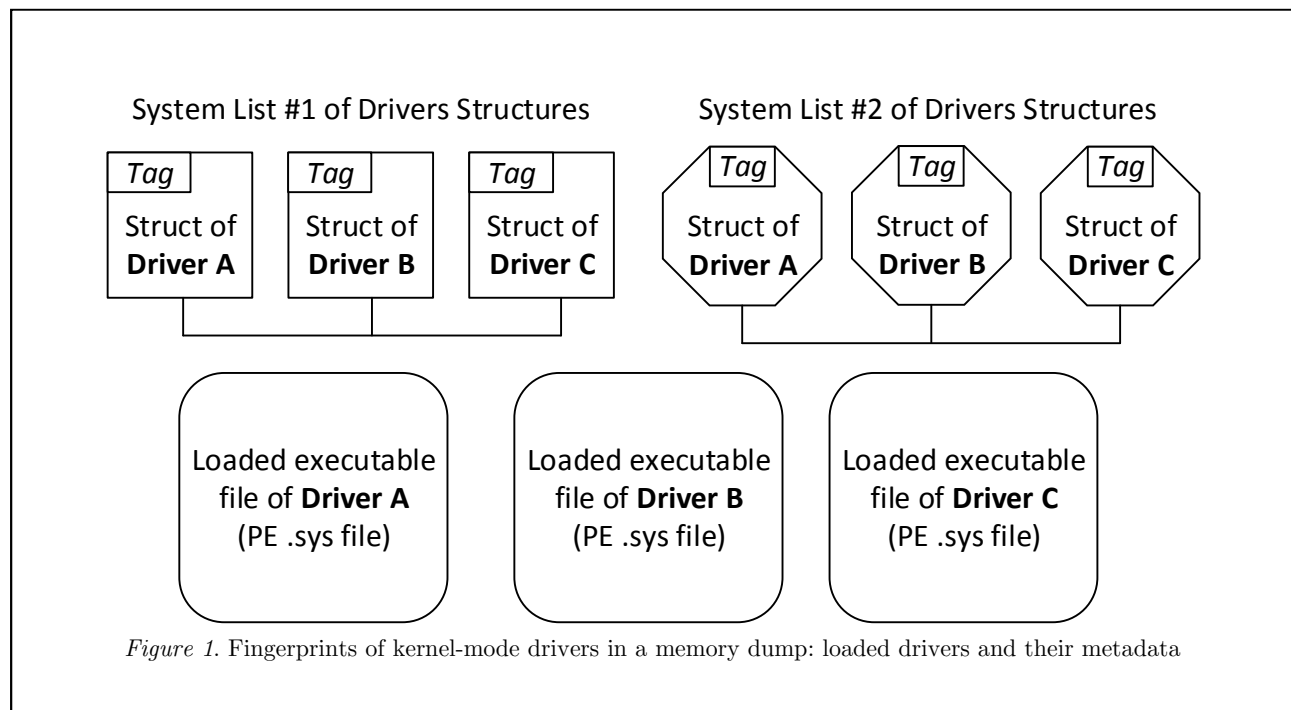 System List #1 of Drivers Structures
Tag
Struct of
Driver A
Tag
Struct of
Driver B
Tag
Struct of
Driver C
System List #2 of Drivers Structures
Tag
Struct of
Driver A
Tag
Struct of
Driver B
Tag
Struct of
Driver C
Loaded executable
file of Driver A
(PE .sys file)
Loaded executable
file of Driver B
(PE .sys file)
Loaded executable
file of Driver C
(PE .sys file)
Figure 1. Fingerprints of kernel-mode drivers in a memory dump: loaded drivers and their metadata